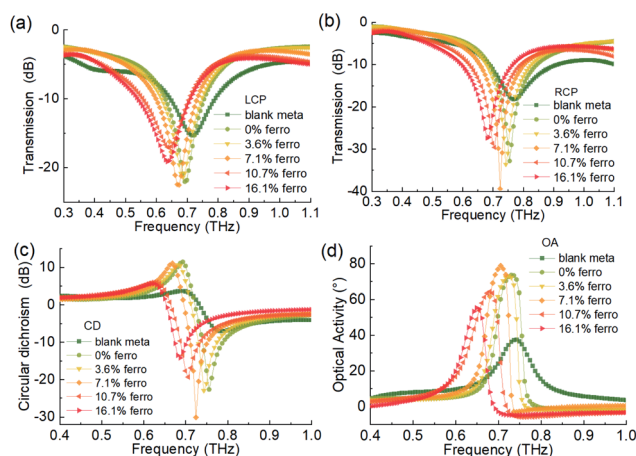 (a)
0
-10
-20
Transmission (dB)
LCP
blank meta
0% ferro
3.6% ferro
7.1% ferro
10.7% ferro
16.1% ferro
0.3 0.4 0.5 0.6 0.7 0.8 0.9 1.0 1.1
Frequency (THz)
(b)
0
-10
-20
-30
-40
Transmission (dB)
RCP
blank meta
0% ferro
3.6% ferro
7.1% ferro
10.7% ferro
16.1% ferro
0.3 0.4 0.5 0.6 0.7 0.8 0.9 1.0 1.1
Frequency (THz)
(c)
20
10
0
-10
-20
-30
Circular dichroism (dB)
CD
blank meta
0% ferro
3.6% ferro
7.1% ferro
10.7% ferro
16.1% ferro
0.4 0.5 0.6 0.7 0.8 0.9 1.0
Frequency (THz)
(d)
80
60
40
20
0
Optical Activity (°)
OA
blank meta
0% ferro
3.6% ferro
7.1% ferro
10.7% ferro
16.1% ferro
0.4 0.5 0.6 0.7 0.8 0.9 1.0
Frequency (THz)